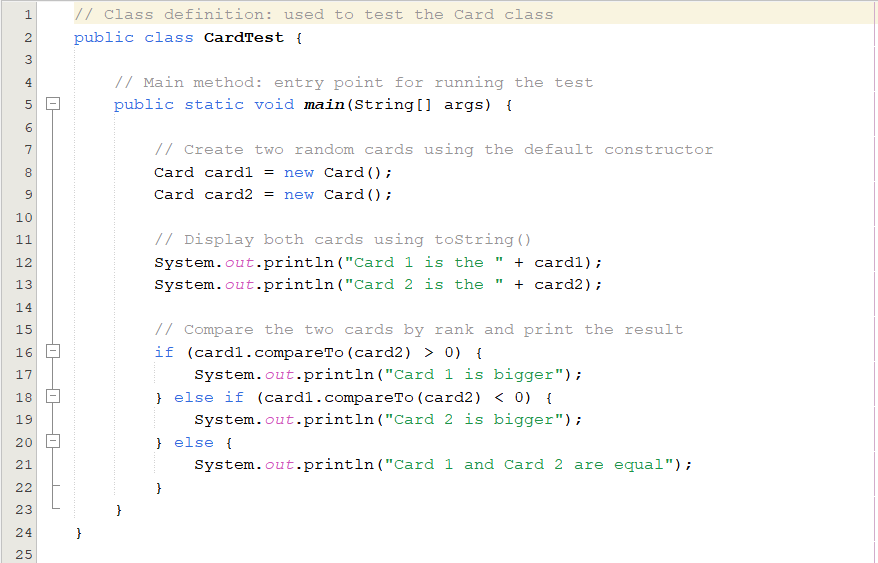 1 // Class definition: used to test the Card class
2 public class CardTest {
3
4     // Main method: entry point for running the test
5     public static void main(String[] args) {
6
7         // Create two random cards using the default constructor
8         Card card1 = new Card();
9         Card card2 = new Card();
10
11         // Display both cards using toString()
12         System.out.println("Card 1 is the " + card1);
13         System.out.println("Card 2 is the " + card2);
14
15         // Compare the two cards by rank and print the result
16         if (card1.compareTo(card2) > 0) {
17             System.out.println("Card 1 is bigger");
18         } else if (card1.compareTo(card2) < 0) {
19             System.out.println("Card 2 is bigger");
20         } else {
21             System.out.println("Card 1 and Card 2 are equal");
22         }
23     }
24 }
25